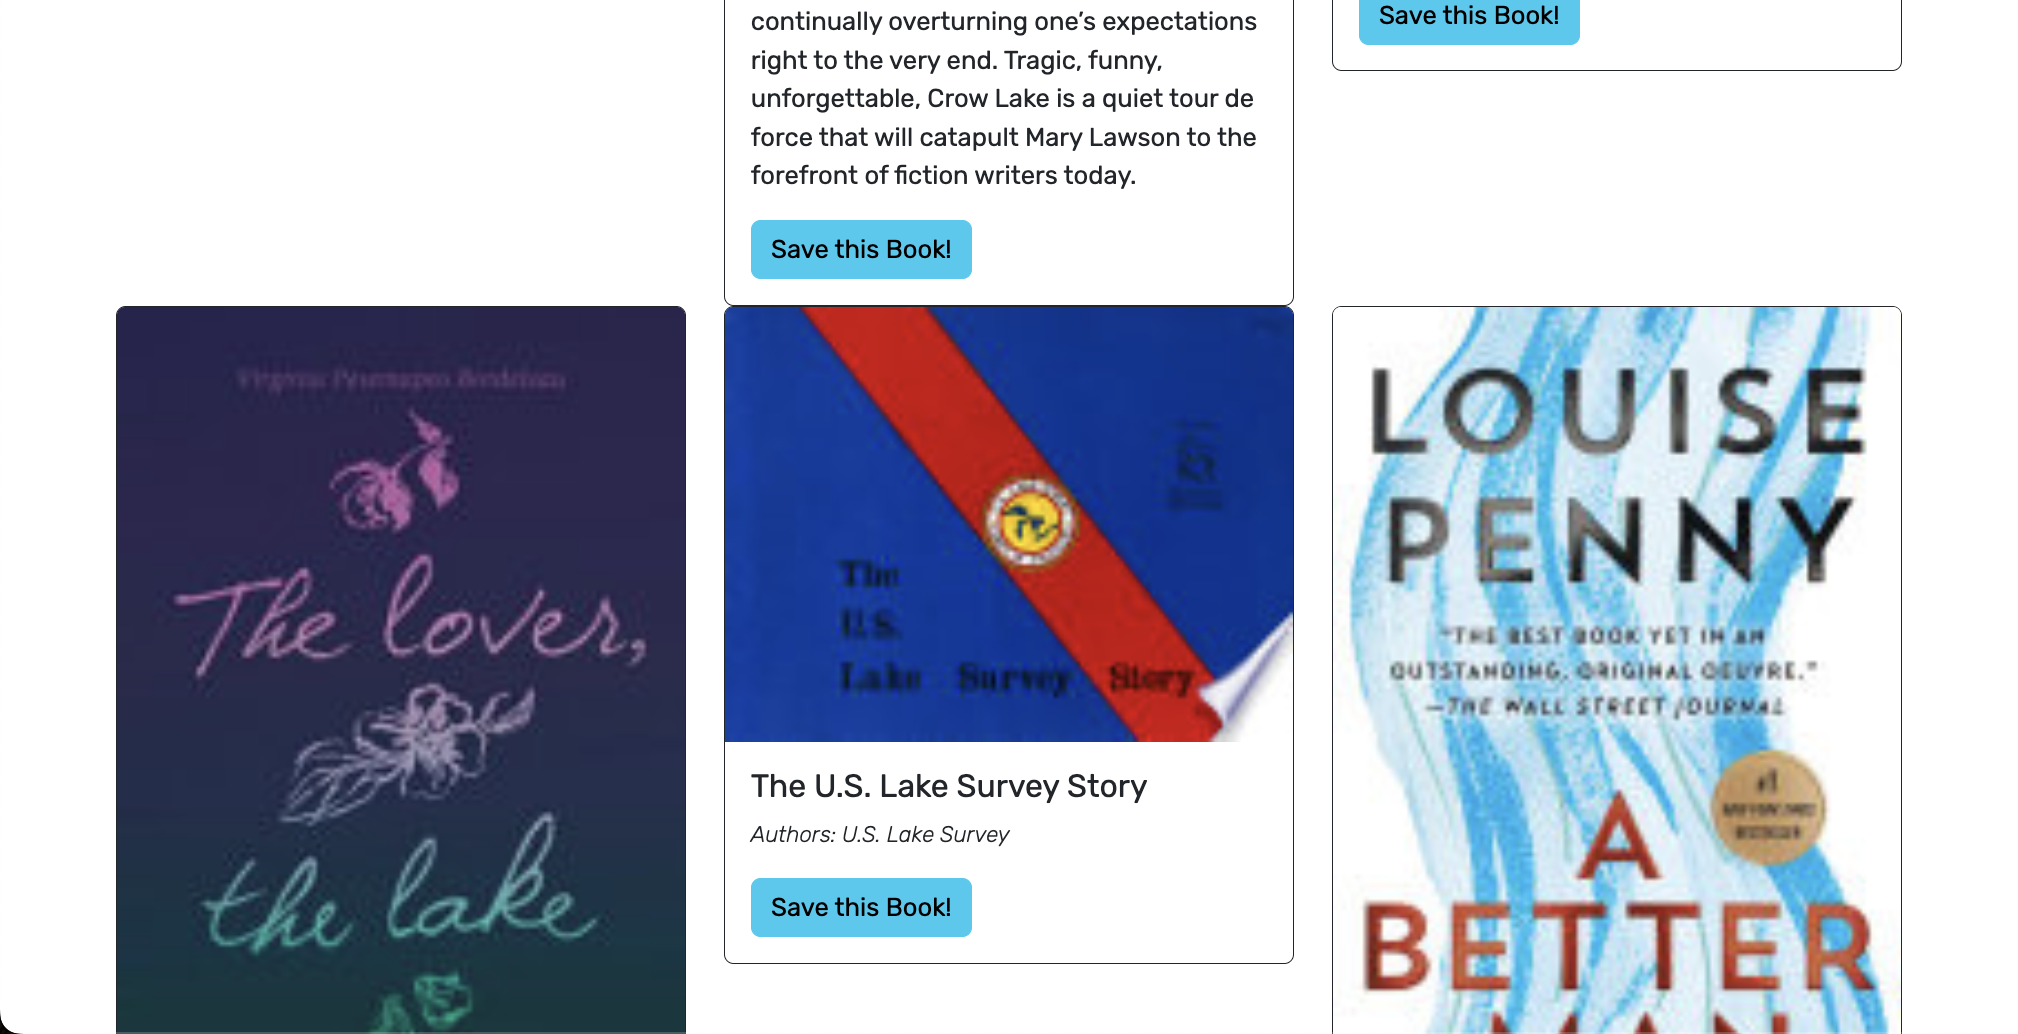 continually overturning one’s expectations
right to the very end. Tragic, funny,
unforgettable, Crow Lake is a quiet tour de
force that will catapult Mary Lawson to the
forefront of fiction writers today.
Save this Book!
Save this Book!
Virginia Pesemapeo Bordeleau
The lover,
the lake
The
U.S.
Lake Survey Story
The U.S. Lake Survey Story
Authors: U.S. Lake Survey
Save this Book!
LOUISE
PENNY
"THE BEST BOOK YET IN AN
OUTSTANDING, ORIGINAL OEUVRE."
—THE WALL STREET JOURNAL
#1
NEW YORK TIMES
BESTSELLER
A
BETTER
MAN